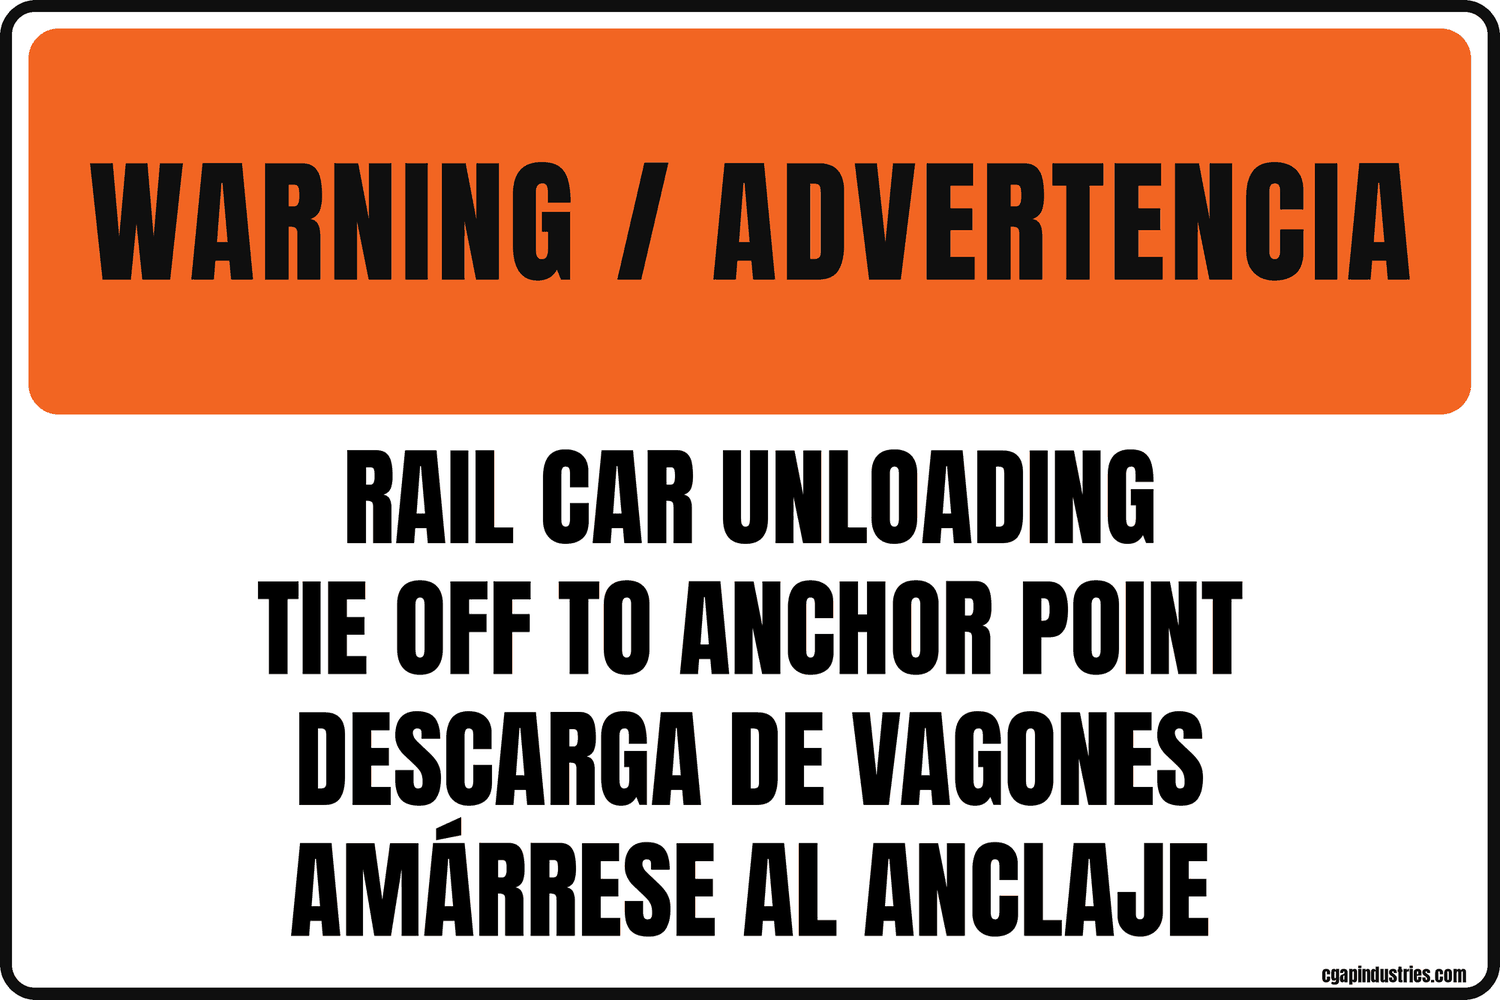 WARNING / ADVERTENCIA
RAIL CAR UNLOADING
TIE OFF TO ANCHOR POINT
DESCARGA DE VAGONES
AMÁRRESE AL ANCLAJE
cgapindustries.com